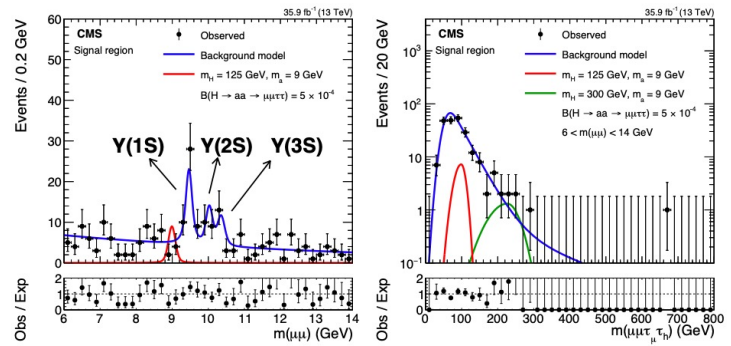 35.9 fb⁻¹ (13 TeV)
Events / 0.2 GeV
60
50
40
30
20
10
0
CMS
Signal region
Observed
Background model
m_H = 125 GeV, m_a = 9 GeV
B(H → aa → μμττ) = 5 × 10⁻⁴
Υ(1S) Υ(2S) Υ(3S)
Obs / Exp
2
1
0
6 7 8 9 10 11 12 13 14
m(μμ) (GeV)
35.9 fb⁻¹ (13 TeV)
Events / 20 GeV
10³
10²
10
1
10⁻¹
CMS
Signal region
Observed
Background model
m_H = 125 GeV, m_a = 9 GeV
m_H = 300 GeV, m_a = 9 GeV
B(H → aa → μμττ) = 5 × 10⁻⁴
6 < m(μμ) < 14 GeV
Obs / Exp
2
1
0
0 100 200 300 400 500 600 700 800
m(μμτ_μτ_h) (GeV)